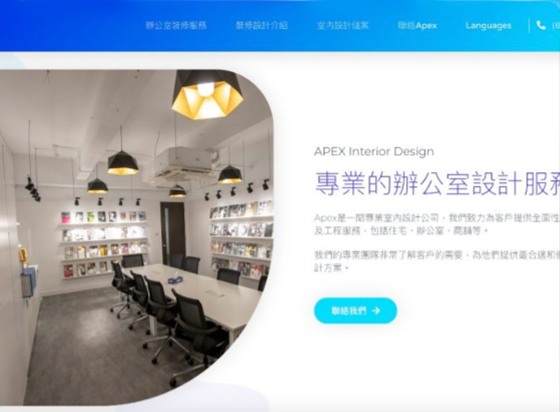 辦公室裝修服務
裝修設計介紹
室內設計佳案
聯絡Apex
Languages
APEX Interior Design
專業的辦公室設計服務
Apex是一間專業室內設計公司，我們致力為客戶提供全面性
及工程服務，包括住宅、辦公室、商舖等。
我們的專業團隊非常了解客戶的需要，為他們提供最合適和
計方案。
聯絡我們